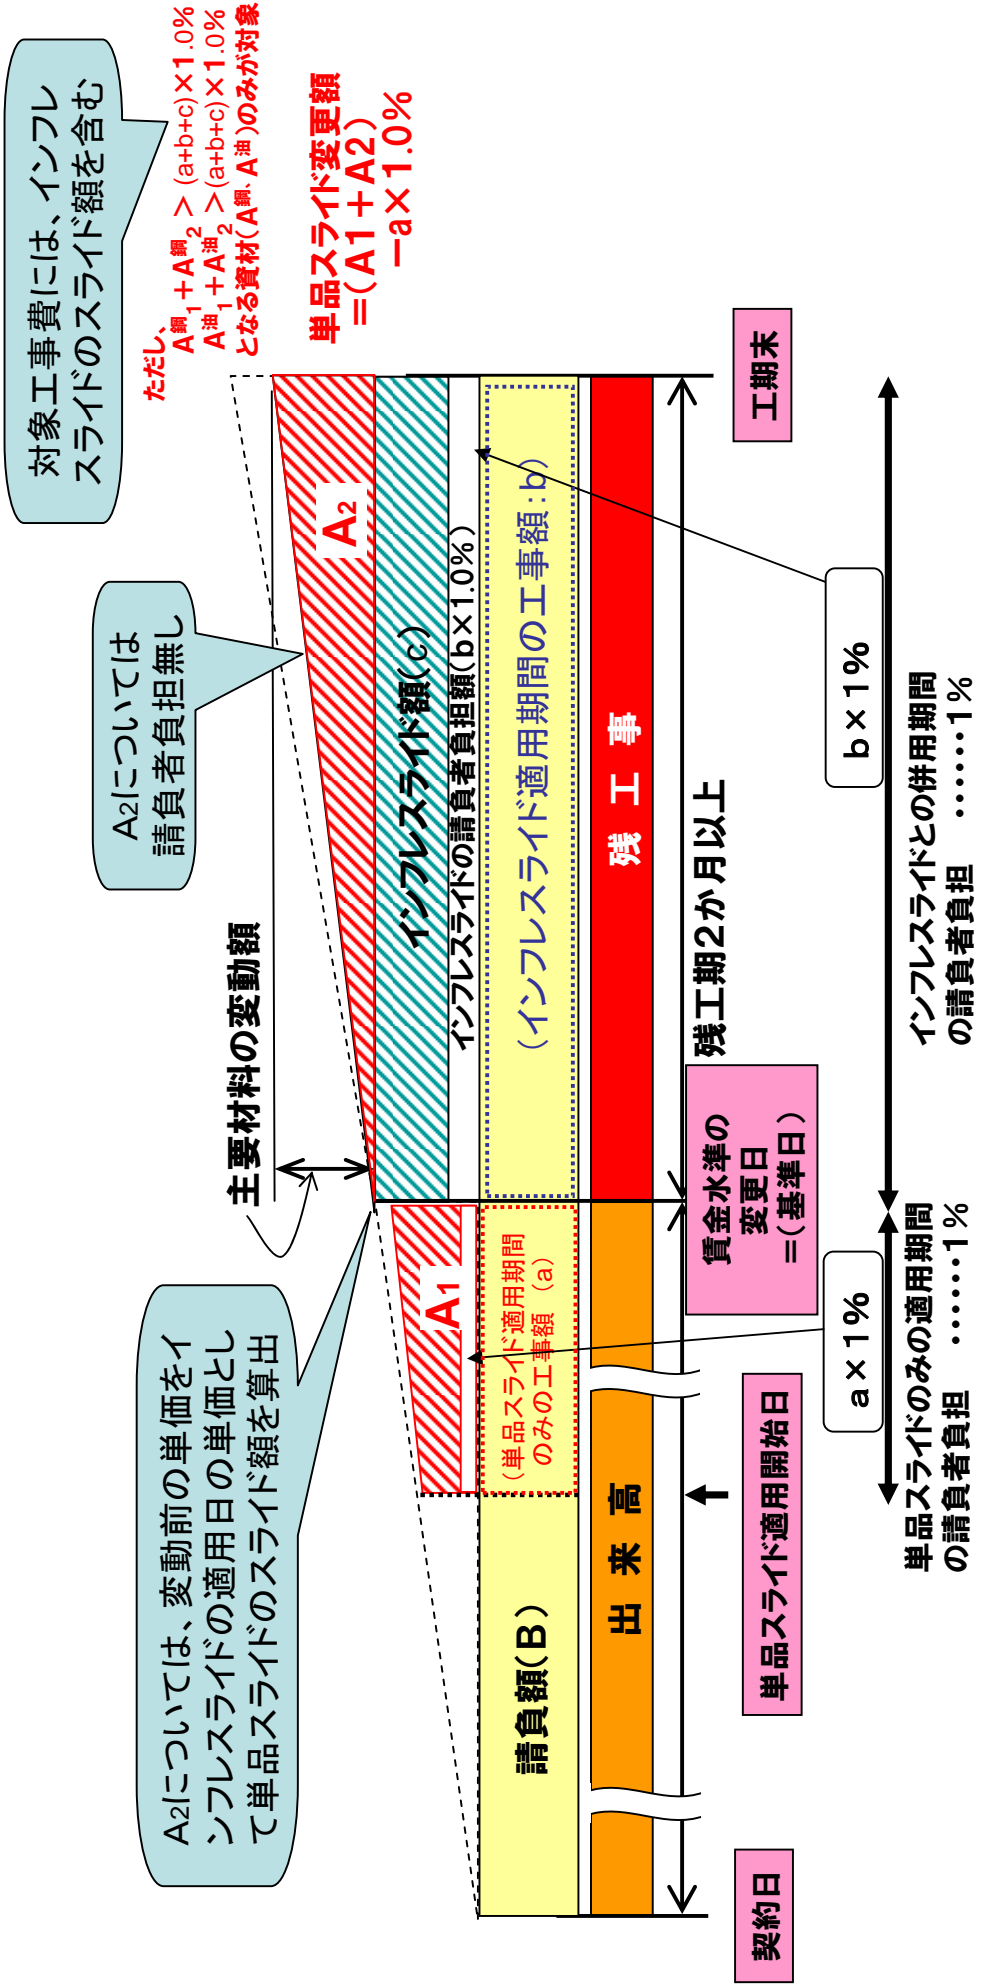 対象工事費には、インフレ
スライドのスライド額を含む
ただし、
A鋼1+A鋼2 >(a+b+c)×1.0%
A油1+A油2 >(a+b+c)×1.0%
となる資材(A鋼、A油)のみが対象
単品スライド変更額
=(A1+A2)
-a×1.0%
A2については
請負者負担無し
主要材料の変動額
A2については、変動前の単価をイ
ンフレスライドの適用日の単価とし
て単品スライドのスライド額を算出
A2
インフレスライド額(c)
インフレスライドの請負者負担額(b×1.0%)
(インフレスライド適用期間の工事額:b)
A1
(単品スライド適用期間
のみの工事額 (a)
請負額(B)
出来高
残工事
残工期2か月以上
契約日
単品スライド適用開始日
賃金水準の
変更日
=(基準日)
工期末
a×1%
b×1%
単品スライドのみの適用期間
の請負者負担 ・・・・・・1%
インフレスライドとの併用期間
の請負者負担 ・・・・・・1%